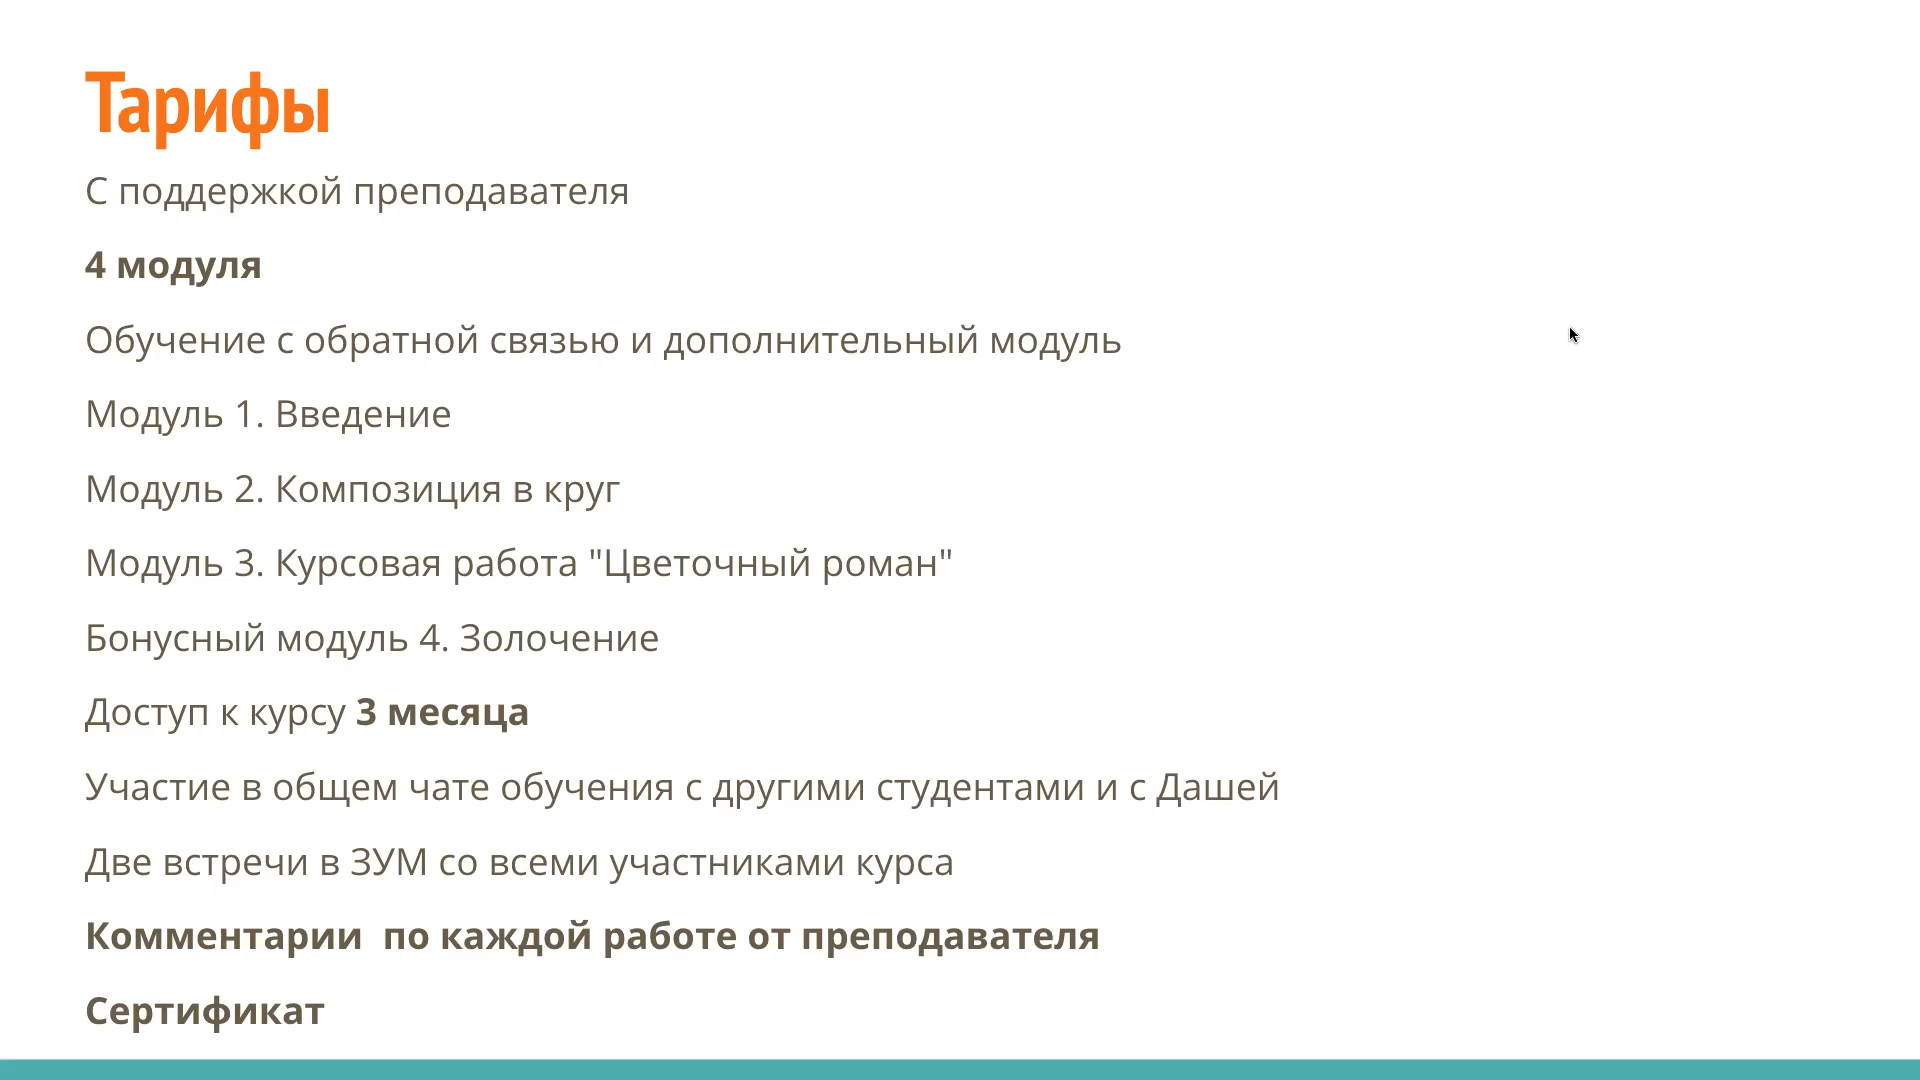 Тарифы
С поддержкой преподавателя
4 модуля
Обучение с обратной связью и дополнительный модуль
Модуль 1. Введение
Модуль 2. Композиция в круг
Модуль 3. Курсовая работа "Цветочный роман"
Бонусный модуль 4. Золочение
Доступ к курсу 3 месяца
Участие в общем чате обучения с другими студентами и с Дашей
Две встречи в ЗУМ со всеми участниками курса
Комментарии  по каждой работе от преподавателя
Сертификат